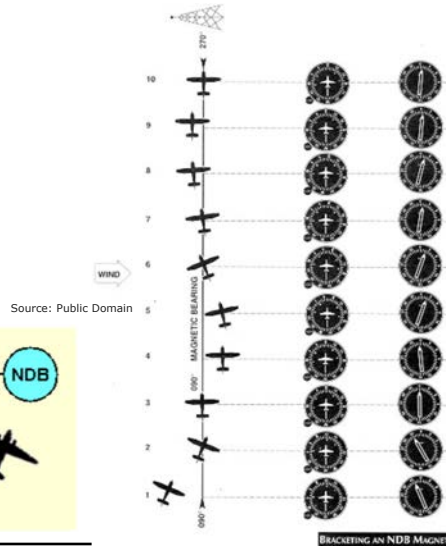 270°
10
9
8
7
6
WIND
Source: Public Domain
5
MAGNETIC BEARING
4
NDB
090°
3
2
1
090°
BRACKETING AN NDB MAGNE